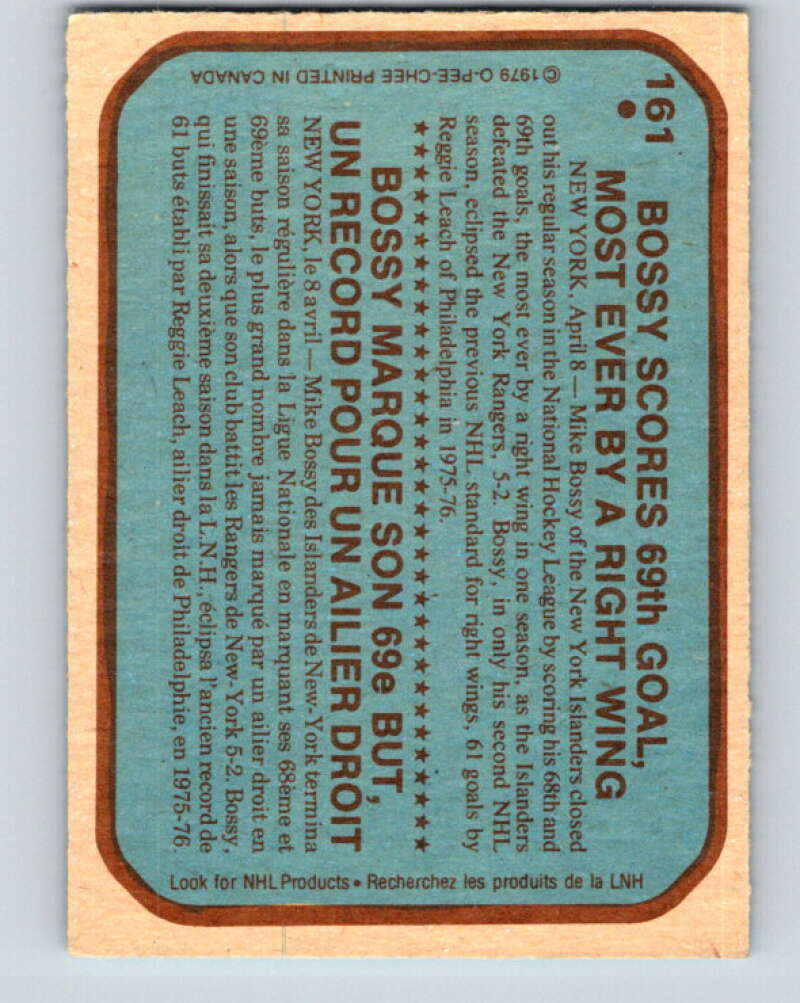 161
BOSSY SCORES 69th GOAL,
MOST EVER BY A RIGHT WING
NEW YORK, April 8 — Mike Bossy of the New York Islanders closed
out his regular season in the National Hockey League by scoring his 68th and
69th goals, the most ever by a right wing in one season, as the Islanders
defeated the New York Rangers, 5-2. Bossy, in only his second NHL
season, eclipsed the previous NHL standard for right wings, 61 goals by
Reggie Leach of Philadelphia in 1975-76.
★★★★★★★★★★★★★★★★★★★★★★★★★★★★★★★★★★★
BOSSY MARQUE SON 69e BUT,
UN RECORD POUR UN AILIER DROIT
NEW YORK, le 8 avril — Mike Bossy des Islanders de New-York termina
sa saison régulière dans la Ligue Nationale en marquant ses 68ème et
69ème buts, le plus grand nombre jamais marqué par un ailier droit en
une saison, alors que son club battit les Rangers de New-York 5-2. Bossy,
qui finissait sa deuxième saison dans la L.N.H., éclipsa l'ancien record de
61 buts établi par Reggie Leach, ailier droit de Philadelphie, en 1975-76.
© 1979 O-PEE-CHEE PRINTED IN CANADA
Look for NHL Products • Recherchez les produits de la LNH